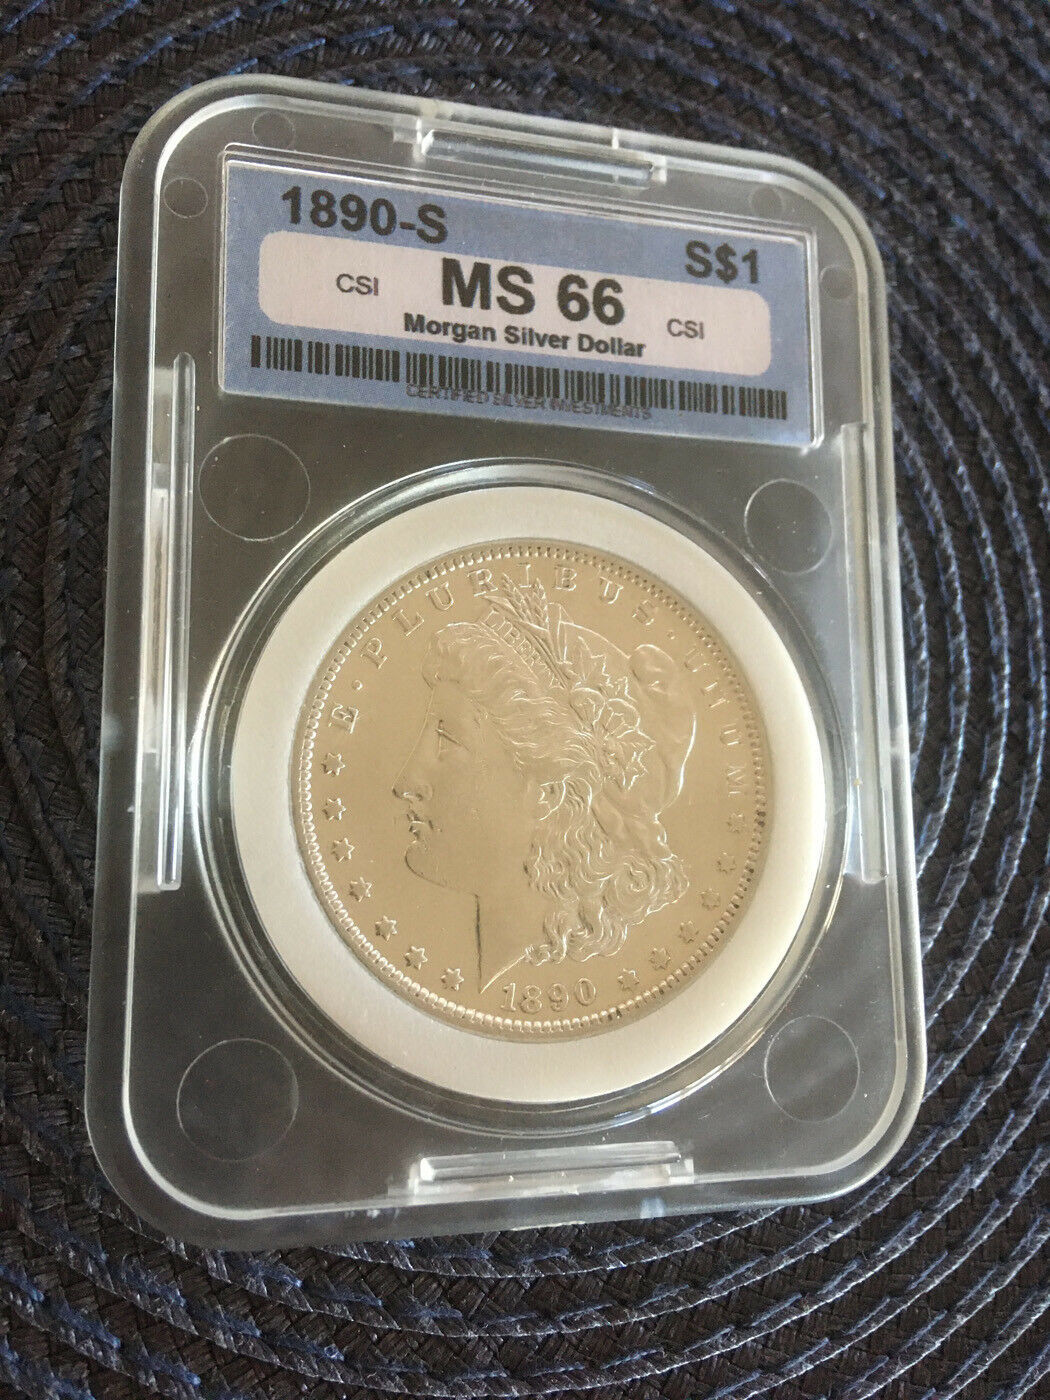 1890-S
S$1
CSI MS 66 CSI
Morgan Silver Dollar
CERTIFIED SILVER INVESTMENTS
E·PLURIBUS·UNUM
LIBERTY
1890